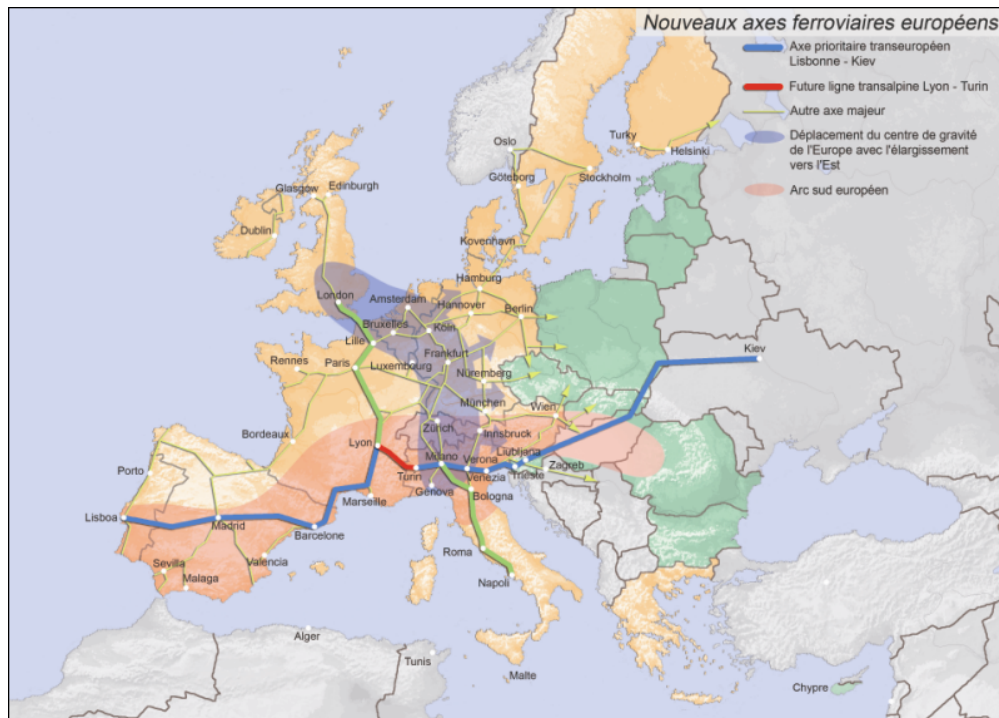 Nouveaux axes ferroviaires européens
Axe prioritaire transeuropéen
Lisbonne - Kiev
Future ligne transalpine Lyon - Turin
Autre axe majeur
Déplacement du centre de gravité
de l'Europe avec l'élargissement
vers l'Est
Arc sud européen
Oslo
Turky
Helsinki
Göteborg
Stockholm
Glasgow
Edinburgh
Dublin
Kovenhavn
Hamburg
London
Amsterdam
Hannover
Berlin
Bruxelles
Köln
Lille
Kiev
Rennes
Paris
Luxembourg
Frankfurt
Nüremberg
München
Wien
Zürich
Bordeaux
Lyon
Innsbruck
Milano
Verona
Liubljana
Zagreb
Porto
Turin
Venezia
Trieste
Genova
Bologna
Marseille
Lisboa
Madrid
Barcelone
Roma
Sevilla
Valencia
Malaga
Napoli
Alger
Tunis
Malte
Chypre